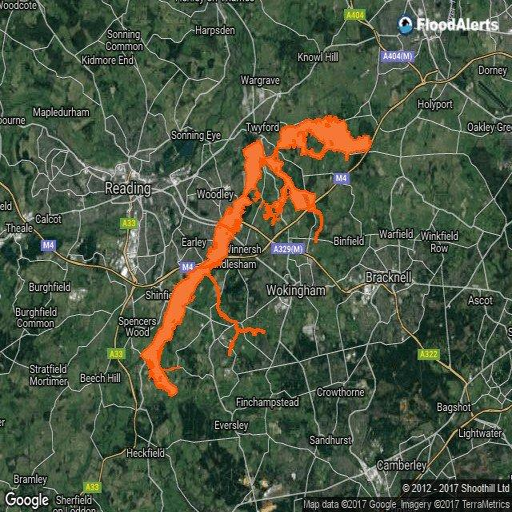 Woodcote
Sonning
Common
Kidmore End
Harpsden
A404
FloodAlerts
A404(M)
Knowl Hill
Dorney
Wargrave
Holyport
Mapledurham
Twyford
Sonning Eye
Oakley Gre
Reading
Woodley
M4
Calcot
Theale
A33
M4
Earley
Winnersh
A329(M)
Binfield
Warfield
Winkfield
Row
M4
Sindlesham
Burghfield
Shinfie
Wokingham
Bracknell
Ascot
Burghfield
Common
Spencers
Wood
A33
A322
Stratfield
Mortimer
Beech Hill
Crowthorne
Finchampstead
Bagshot
Eversley
Sandhurst
Lightwater
Heckfield
Camberley
Bramley
A33
© 2012 - 2017 Shoothill Ltd
Google
Sherfield
on Loddon
Map data ©2017 Google Imagery ©2017 TerraMetrics